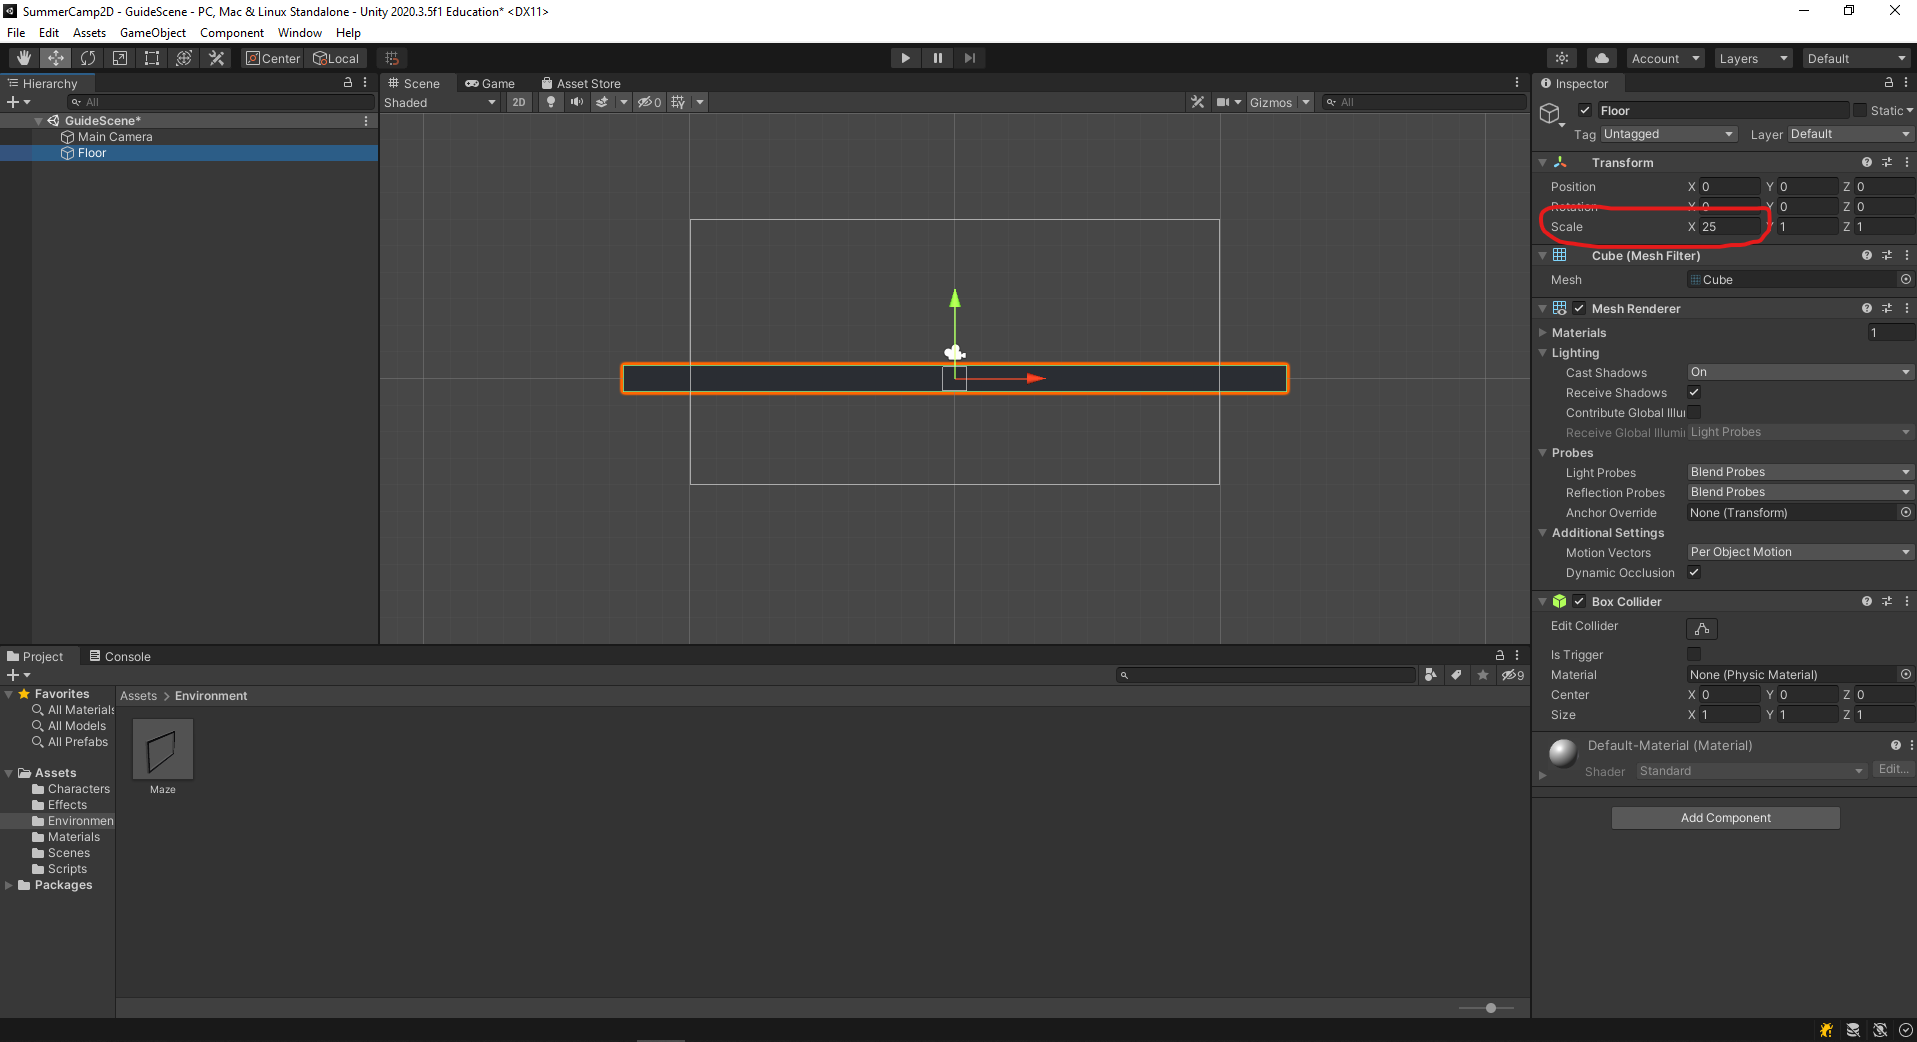 SummerCamp2D - GuideScene - PC, Mac & Linux Standalone - Unity 2020.3.5f1 Education* <DX11>
File Edit Assets GameObject Component Window Help
Center Local Account Layers Default
Hierarchy
All
GuideScene*
Main Camera
Floor
Scene Game Asset Store
Shaded 2D 0 Gizmos All
Inspector
Floor Static
Tag Untagged Layer Default
Transform
Position X 0 Y 0 Z 0
Rotation X 0 Y 0 Z 0
Scale X 25 Y 1 Z 1
Cube (Mesh Filter)
Mesh Cube
Mesh Renderer
Materials 1
Lighting
Cast Shadows On
Receive Shadows
Contribute Global Illu
Receive Global Illumin Light Probes
Probes
Light Probes Blend Probes
Reflection Probes Blend Probes
Anchor Override None (Transform)
Additional Settings
Motion Vectors Per Object Motion
Dynamic Occlusion
Box Collider
Edit Collider
Is Trigger
Material None (Physic Material)
Center X 0 Y 0 Z 0
Size X 1 Y 1 Z 1
Default-Material (Material)
Shader Standard Edit...
Add Component
Project Console
9
Favorites
All Materials
All Models
All Prefabs
Assets
Characters
Effects
Environmen
Materials
Scenes
Scripts
Packages
Assets > Environment
Maze